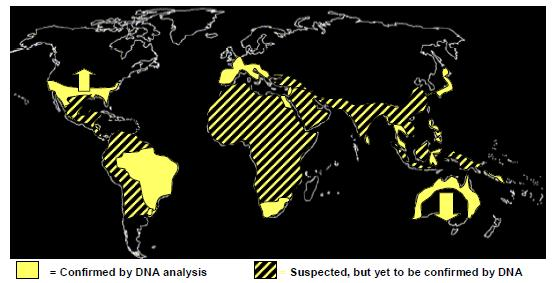 = Confirmed by DNA analysis
= Suspected, but yet to be confirmed by DNA